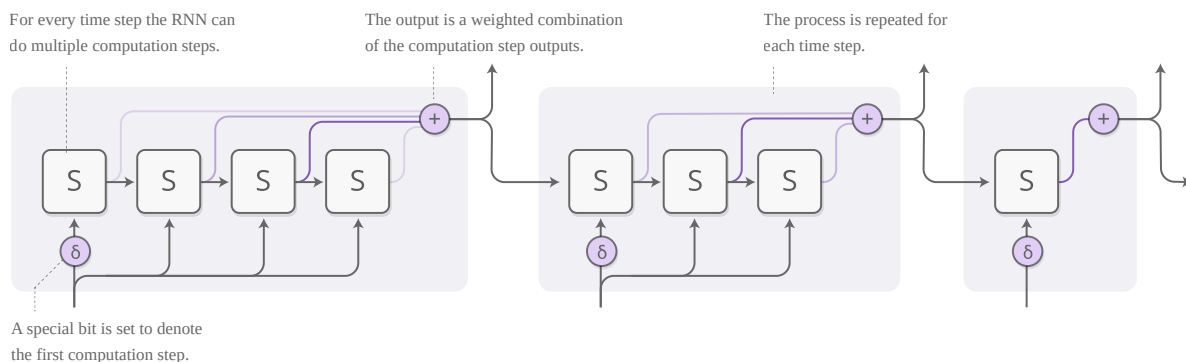 For every time step the RNN can
do multiple computation steps.
The output is a weighted combination
of the computation step outputs.
The process is repeated for
each time step.
+
+
+
S
S
S
S
S
S
S
S
δ
δ
δ
A special bit is set to denote
the first computation step.